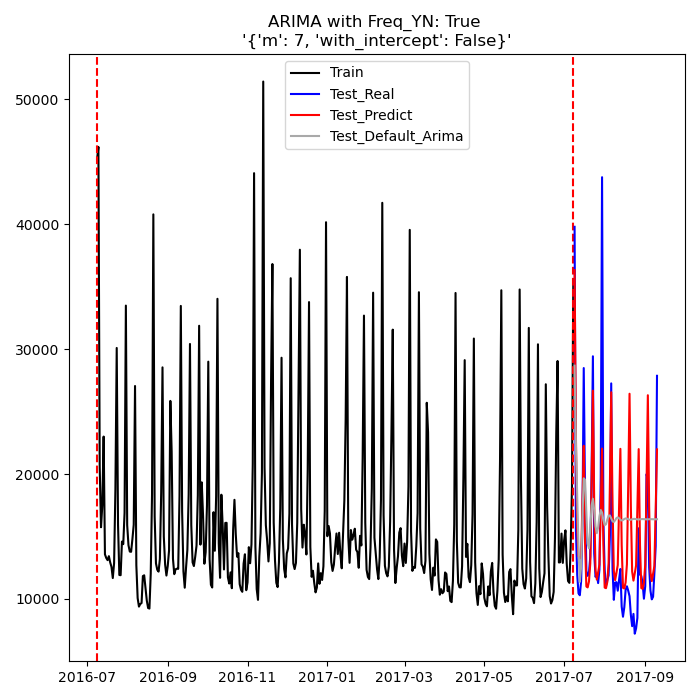 ARIMA with Freq_YN: True
'{'m': 7, 'with_intercept': False}'
Train
Test_Real
Test_Predict
Test_Default_Arima
50000
40000
30000
20000
10000
2016-07 2016-09 2016-11 2017-01 2017-03 2017-05 2017-07 2017-09